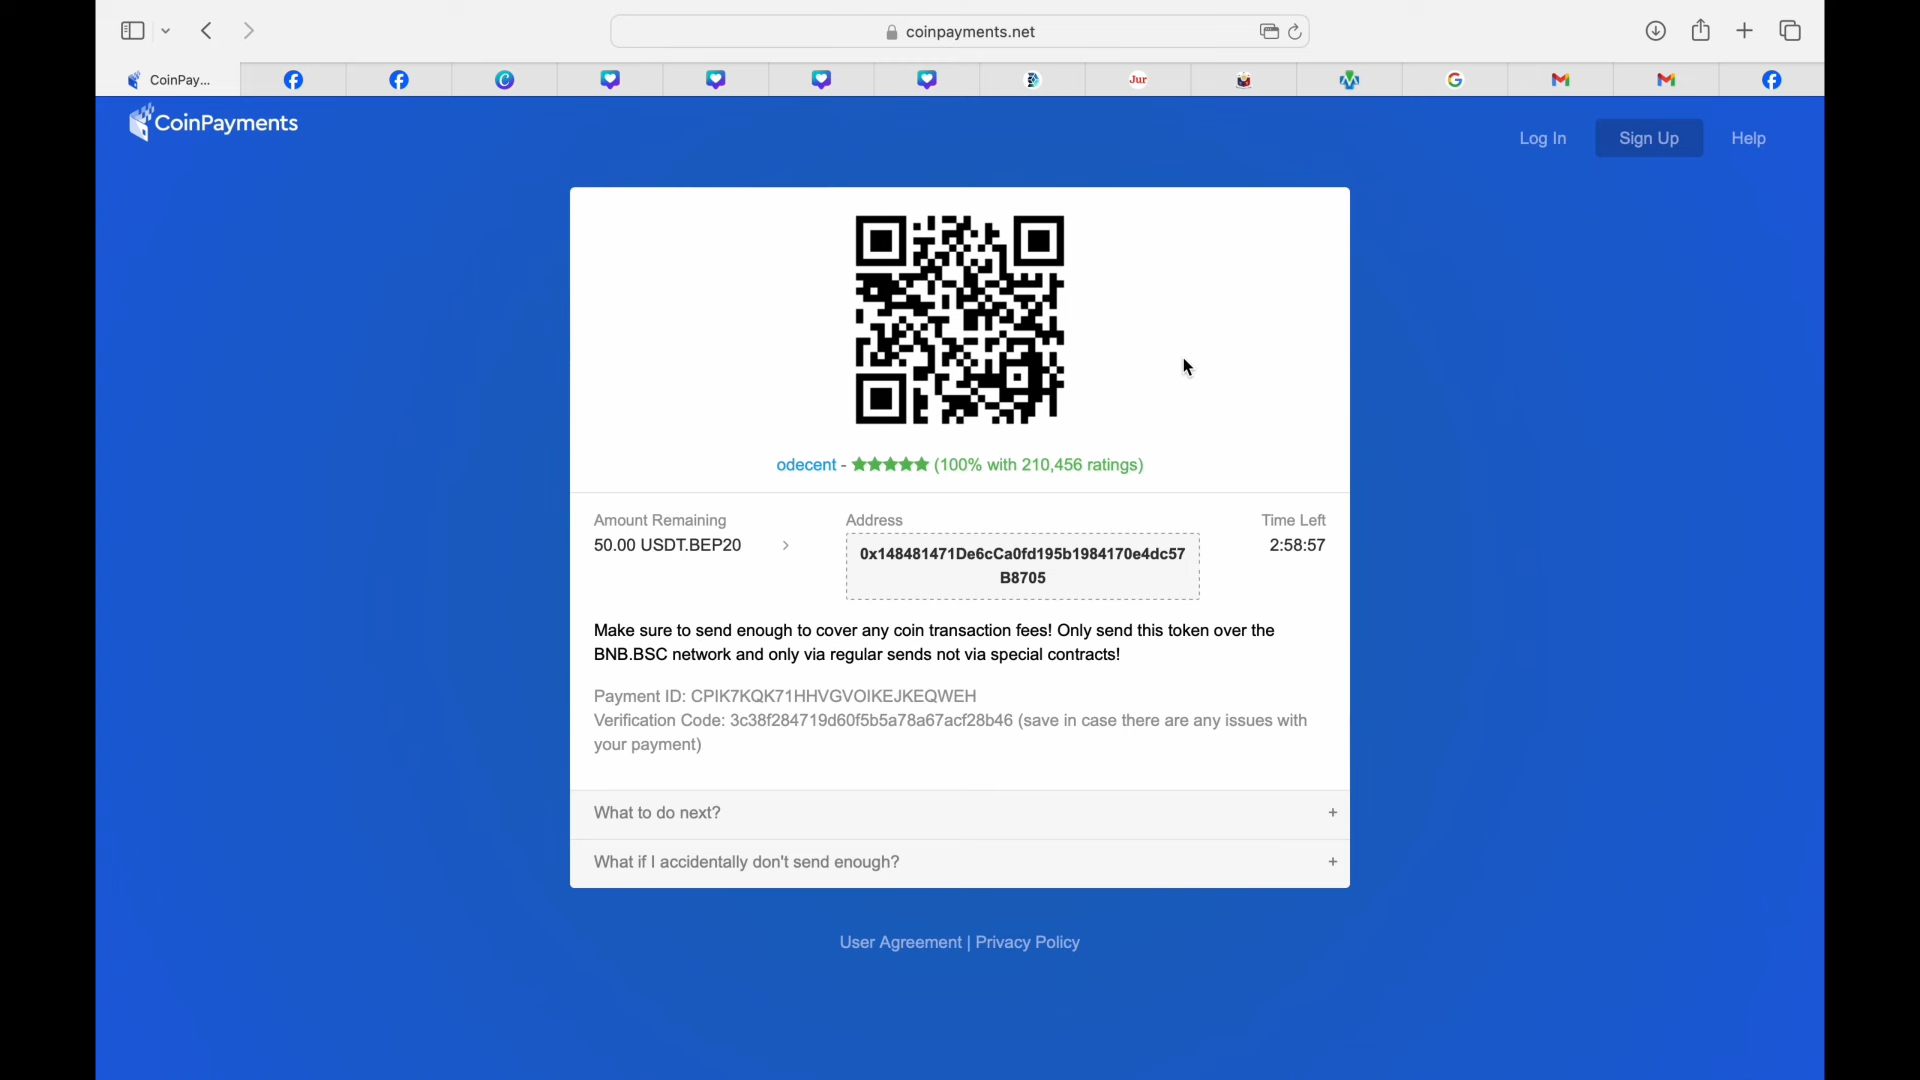 coinpayments.net
CoinPay...
Jur
CoinPayments
Log In
Sign Up
Help
odecent - ★★★★★ (100% with 210,456 ratings)
Amount Remaining
50.00 USDT.BEP20
Address
0x148481471De6cCa0fd195b1984170e4dc57
B8705
Time Left
2:58:57
Make sure to send enough to cover any coin transaction fees! Only send this token over the
BNB.BSC network and only via regular sends not via special contracts!
Payment ID: CPIK7KQK71HHVGVOIKEJKEQWEH
Verification Code: 3c38f284719d60f5b5a78a67acf28b46 (save in case there are any issues with
your payment)
What to do next? +
What if I accidentally don't send enough? +
User Agreement | Privacy Policy